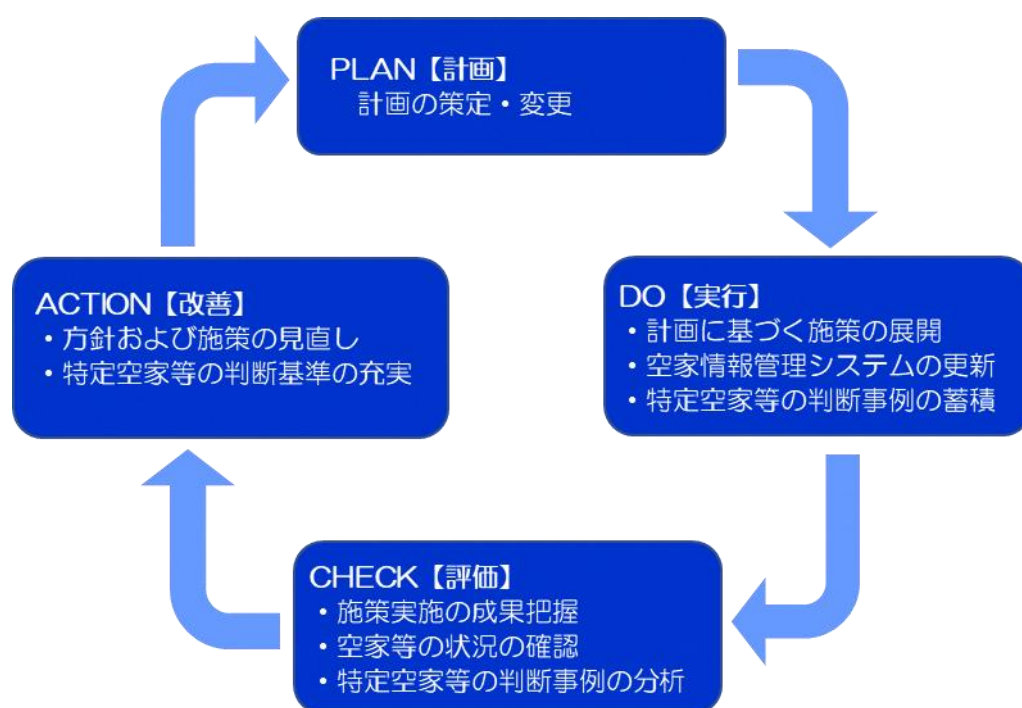 PLAN【計画】
計画の策定・変更
DO【実行】
・計画に基づく施策の展開
・空家情報管理システムの更新
・特定空家等の判断事例の蓄積
CHECK【評価】
・施策実施の成果把握
・空家等の状況の確認
・特定空家等の判断事例の分析
ACTION【改善】
・方針および施策の見直し
・特定空家等の判断基準の充実